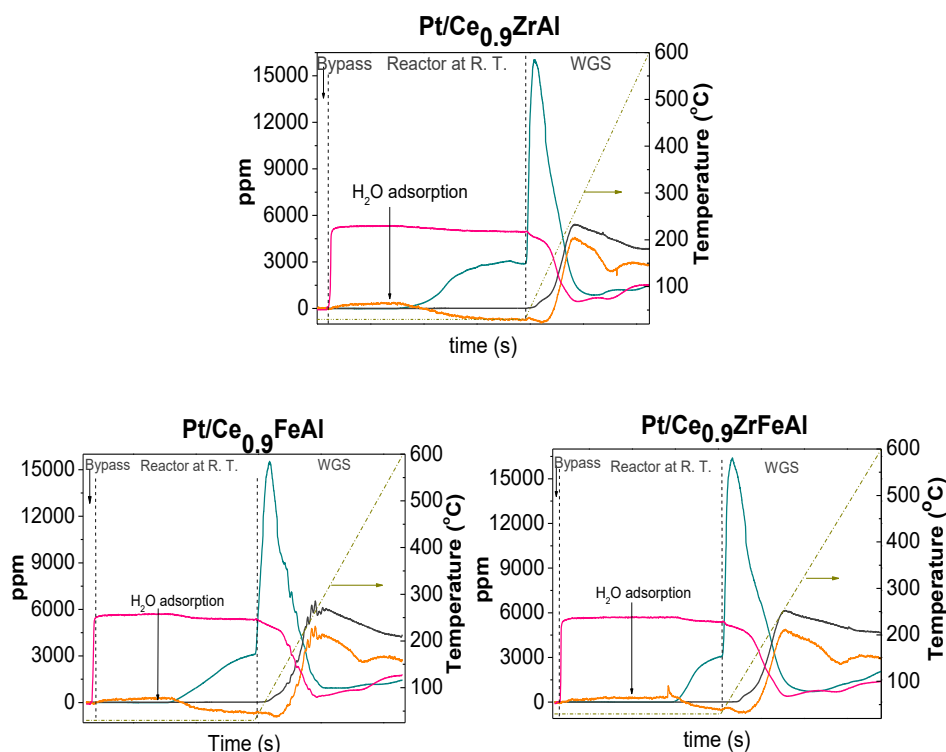 Pt/Ce0.9ZrAl
Bypass Reactor at R. T. WGS
H2O adsorption
15000
12000
9000
6000
3000
0
ppm
600
500
400
300
200
100
Temperature (oC)
time (s)
Pt/Ce0.9FeAl
Bypass Reactor at R. T. WGS
H2O adsorption
15000
12000
9000
6000
3000
0
ppm
600
500
400
300
200
100
Temperature (oC)
Time (s)
Pt/Ce0.9ZrFeAl
Bypass Reactor at R. T. WGS
H2O adsorption
15000
12000
9000
6000
3000
0
ppm
600
500
400
300
200
100
Temperature (oC)
time (s)